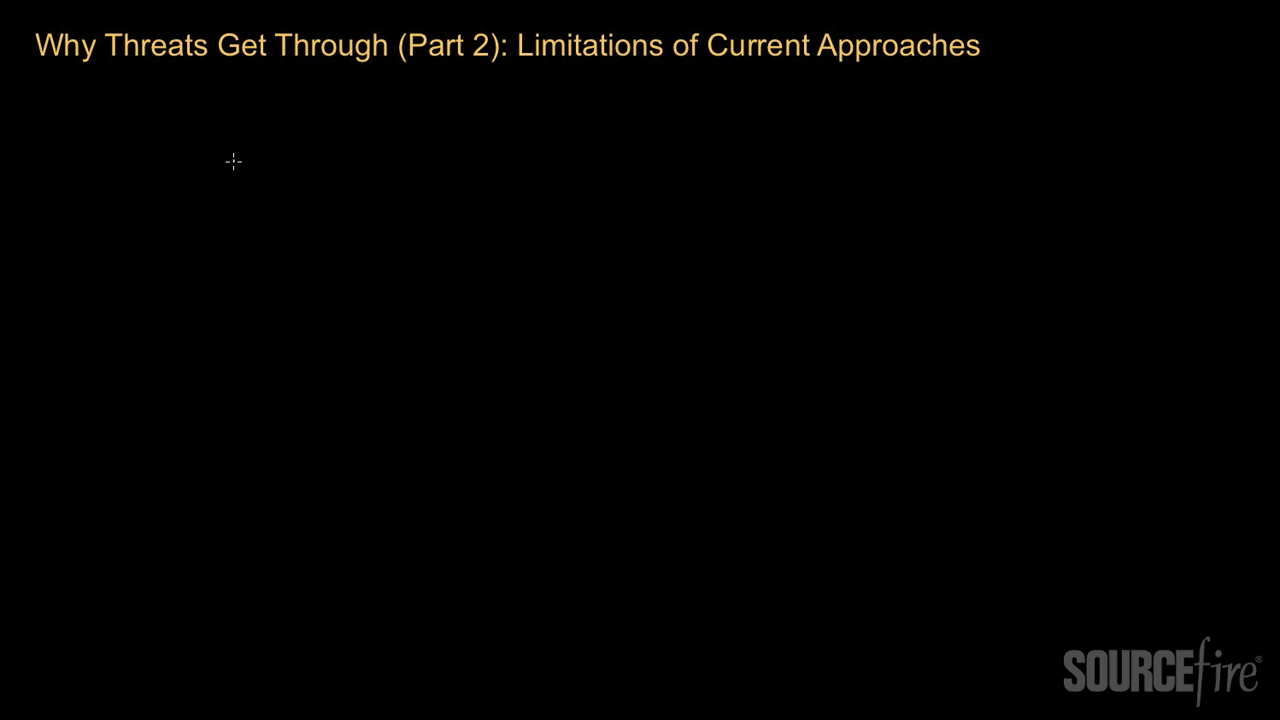 Why Threats Get Through (Part 2): Limitations of Current Approaches
SOURCEfire®